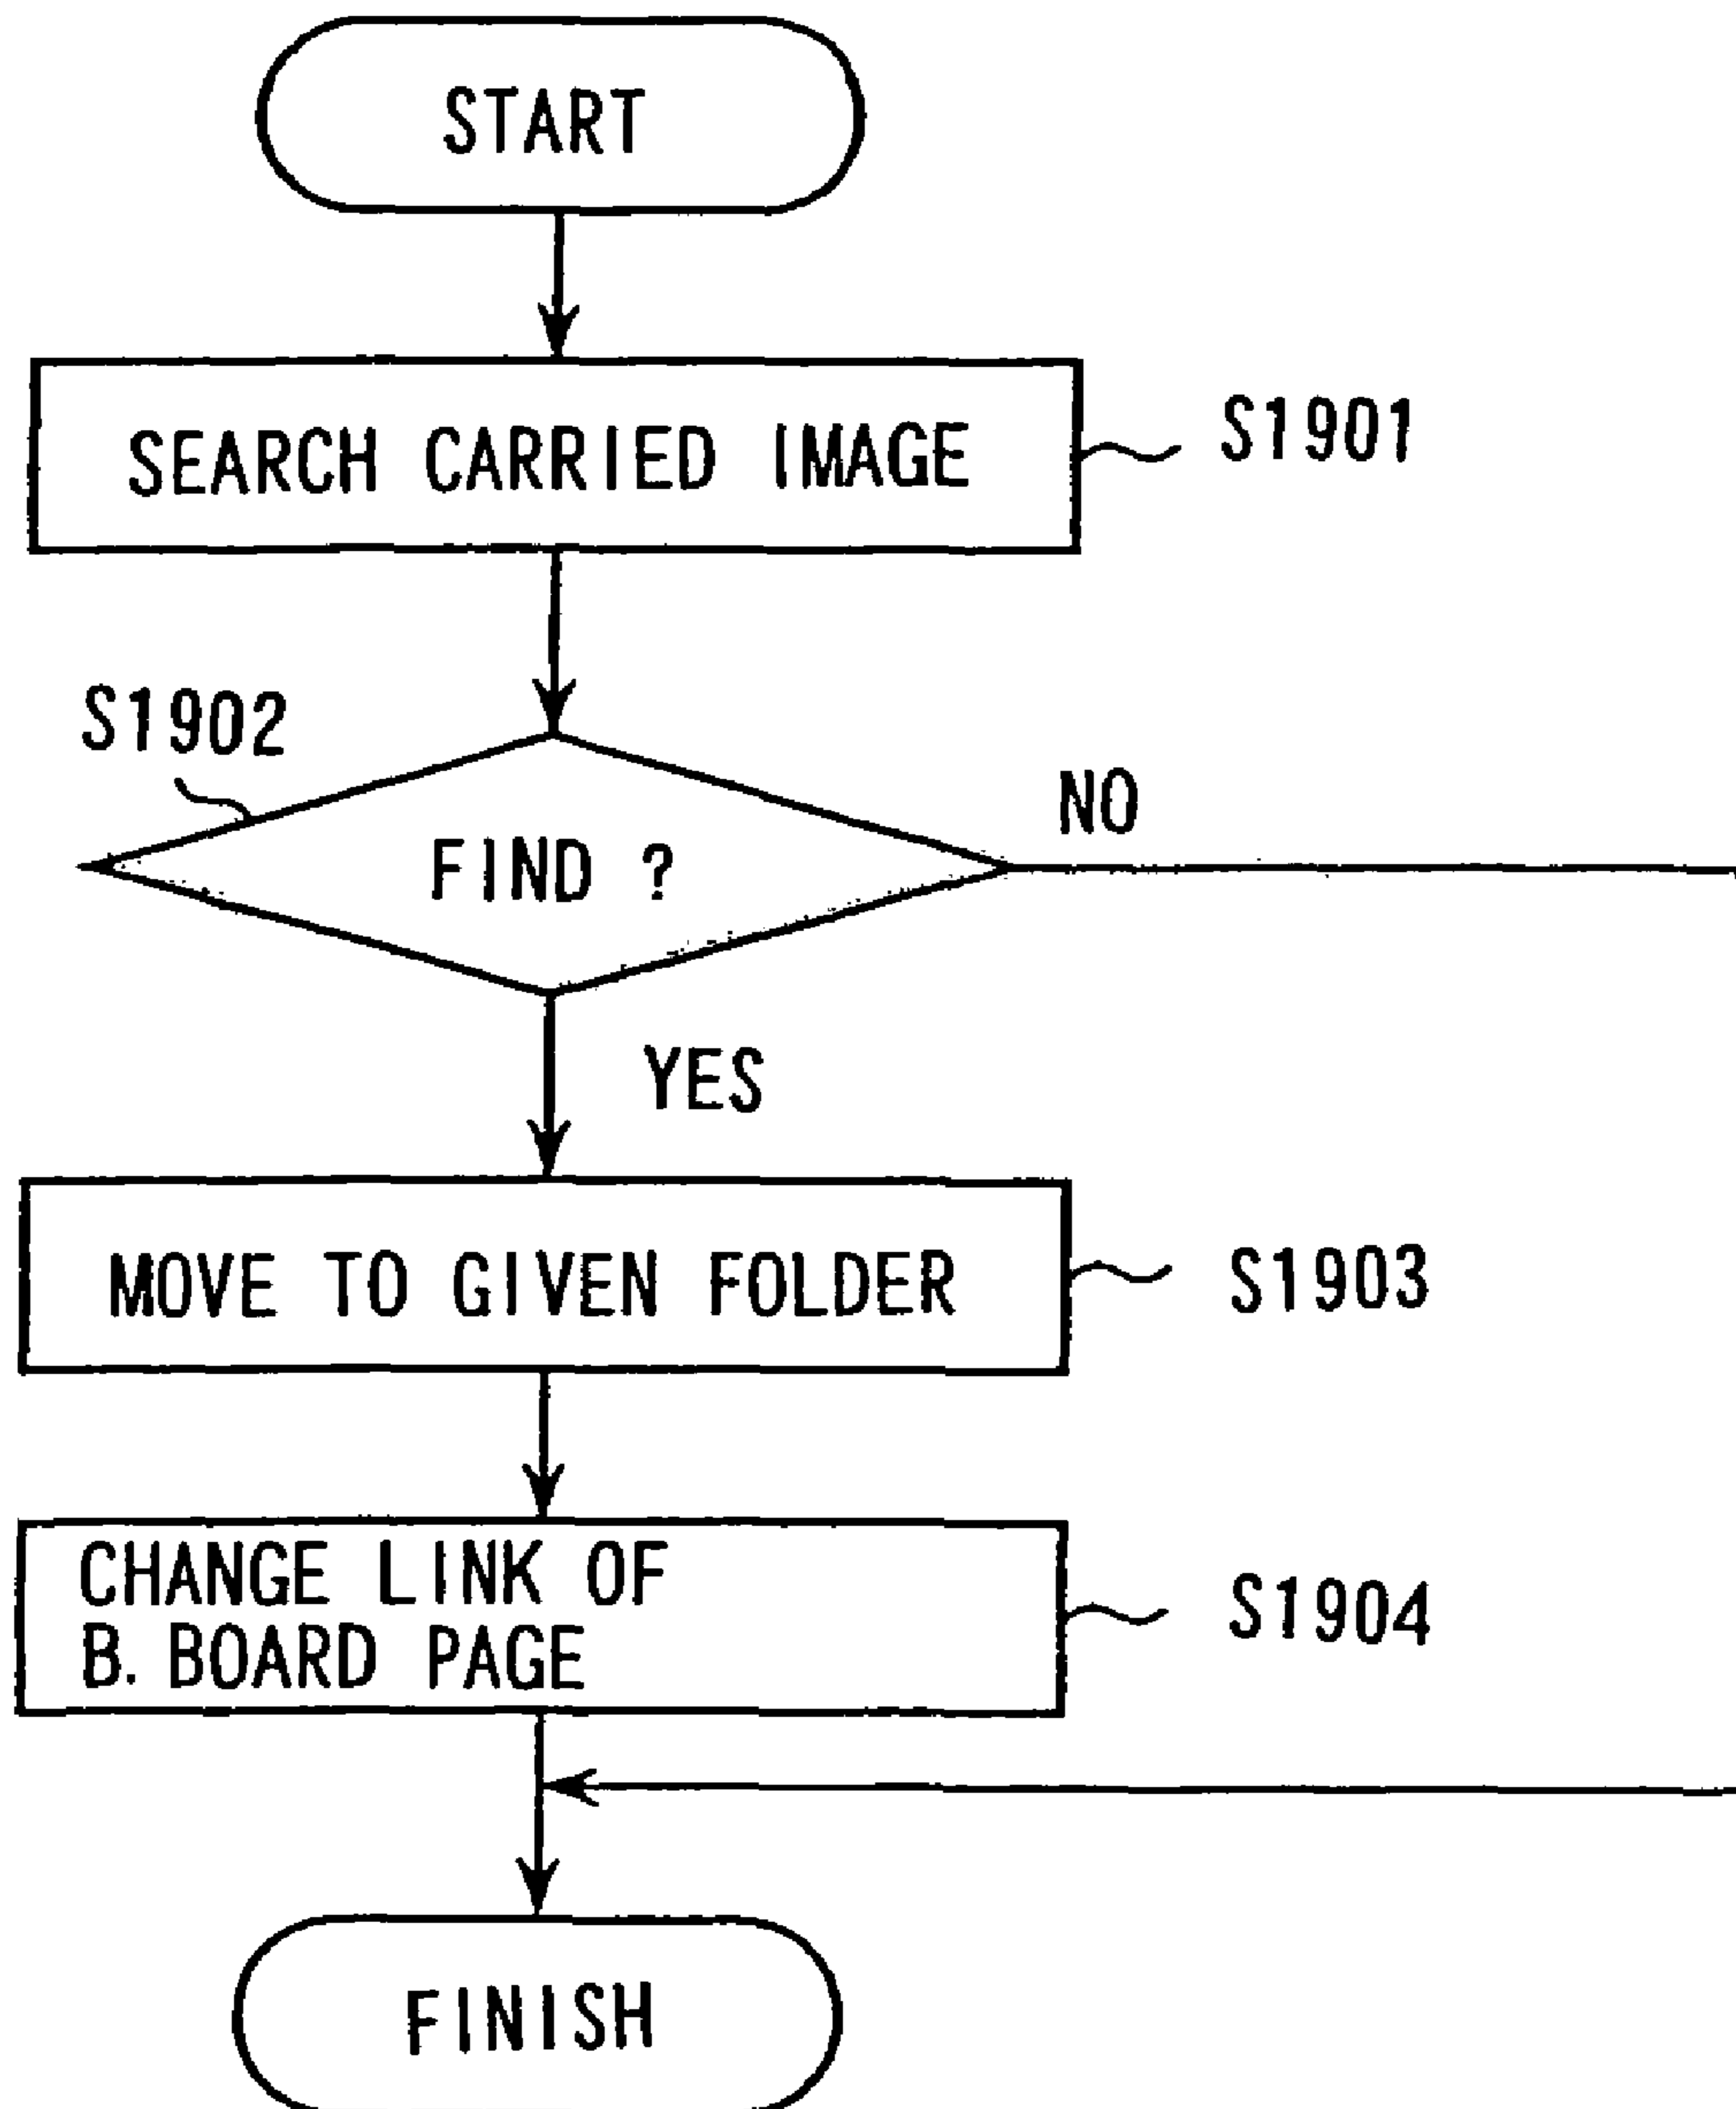 START
SEARCH CARRIED IMAGE
S1901
S1902
NO
FIND ?
YES
MOVE TO GIVEN FOLDER
S1903
CHANGE LINK OF
B. BOARD PAGE
S1904
FINISH